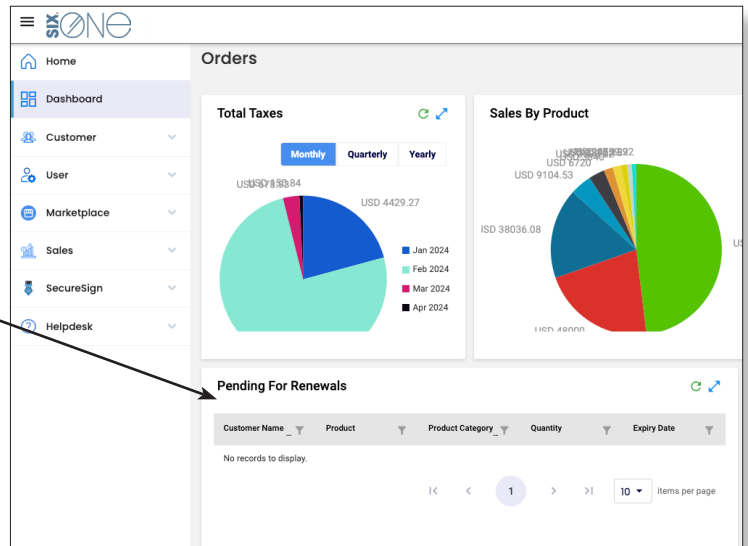 SIX ONE
Home
Orders
Dashboard
Customer
User
Marketplace
Sales
SecureSign
Helpdesk
Total Taxes
Monthly Quarterly Yearly
USD 4429.27
Jan 2024
Feb 2024
Mar 2024
Apr 2024
Sales By Product
USD 6720
USD 9104.53
USD 38036.08
USD 48000
Pending For Renewals
Customer Name Product Product Category Quantity Expiry Date
No records to display.
1 10 items per page